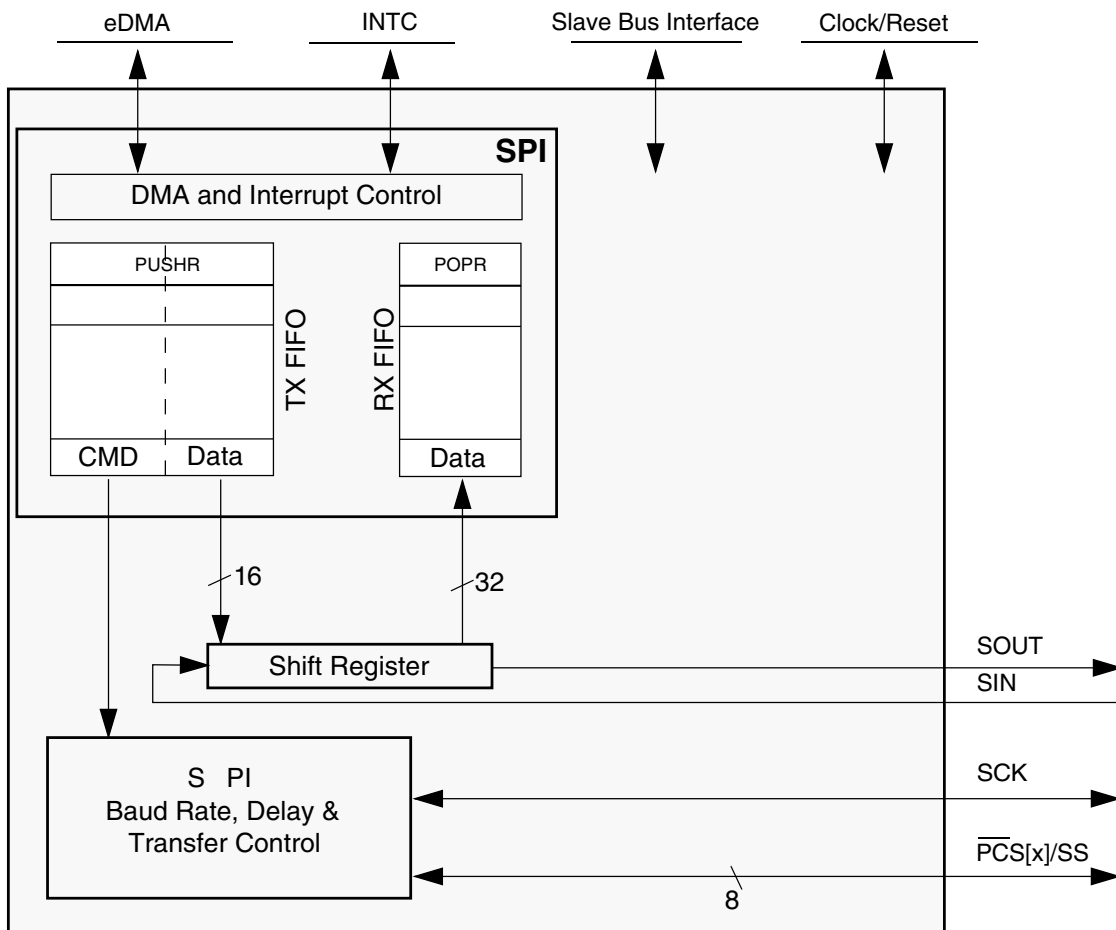 eDMA
INTC
Slave Bus Interface
Clock/Reset
SPI
DMA and Interrupt Control
PUSHR
POPR
TX FIFO
RX FIFO
CMD
Data
Data
16
32
Shift Register
SOUT
SIN
S PI
Baud Rate, Delay &
Transfer Control
SCK
PCS[x]/SS
8